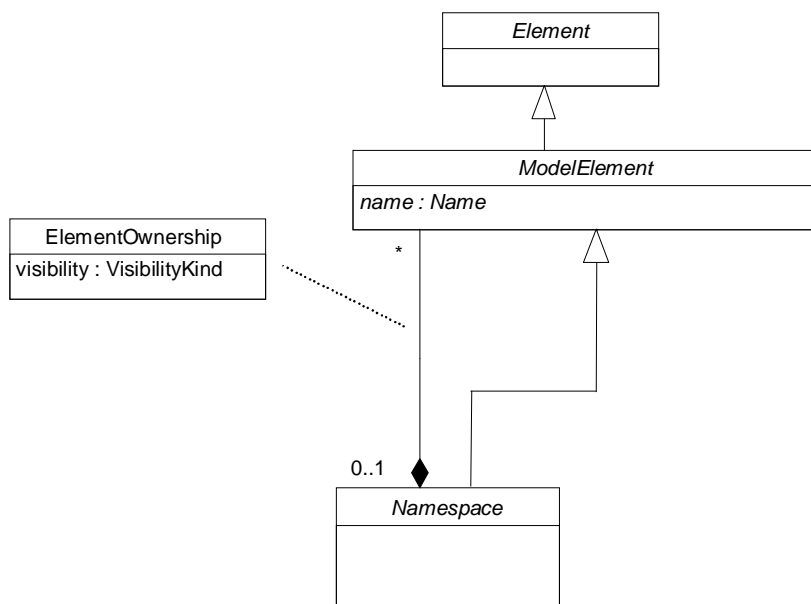 Element
ModelElement
name : Name
ElementOwnership
visibility : VisibilityKind
*
0..1
Namespace